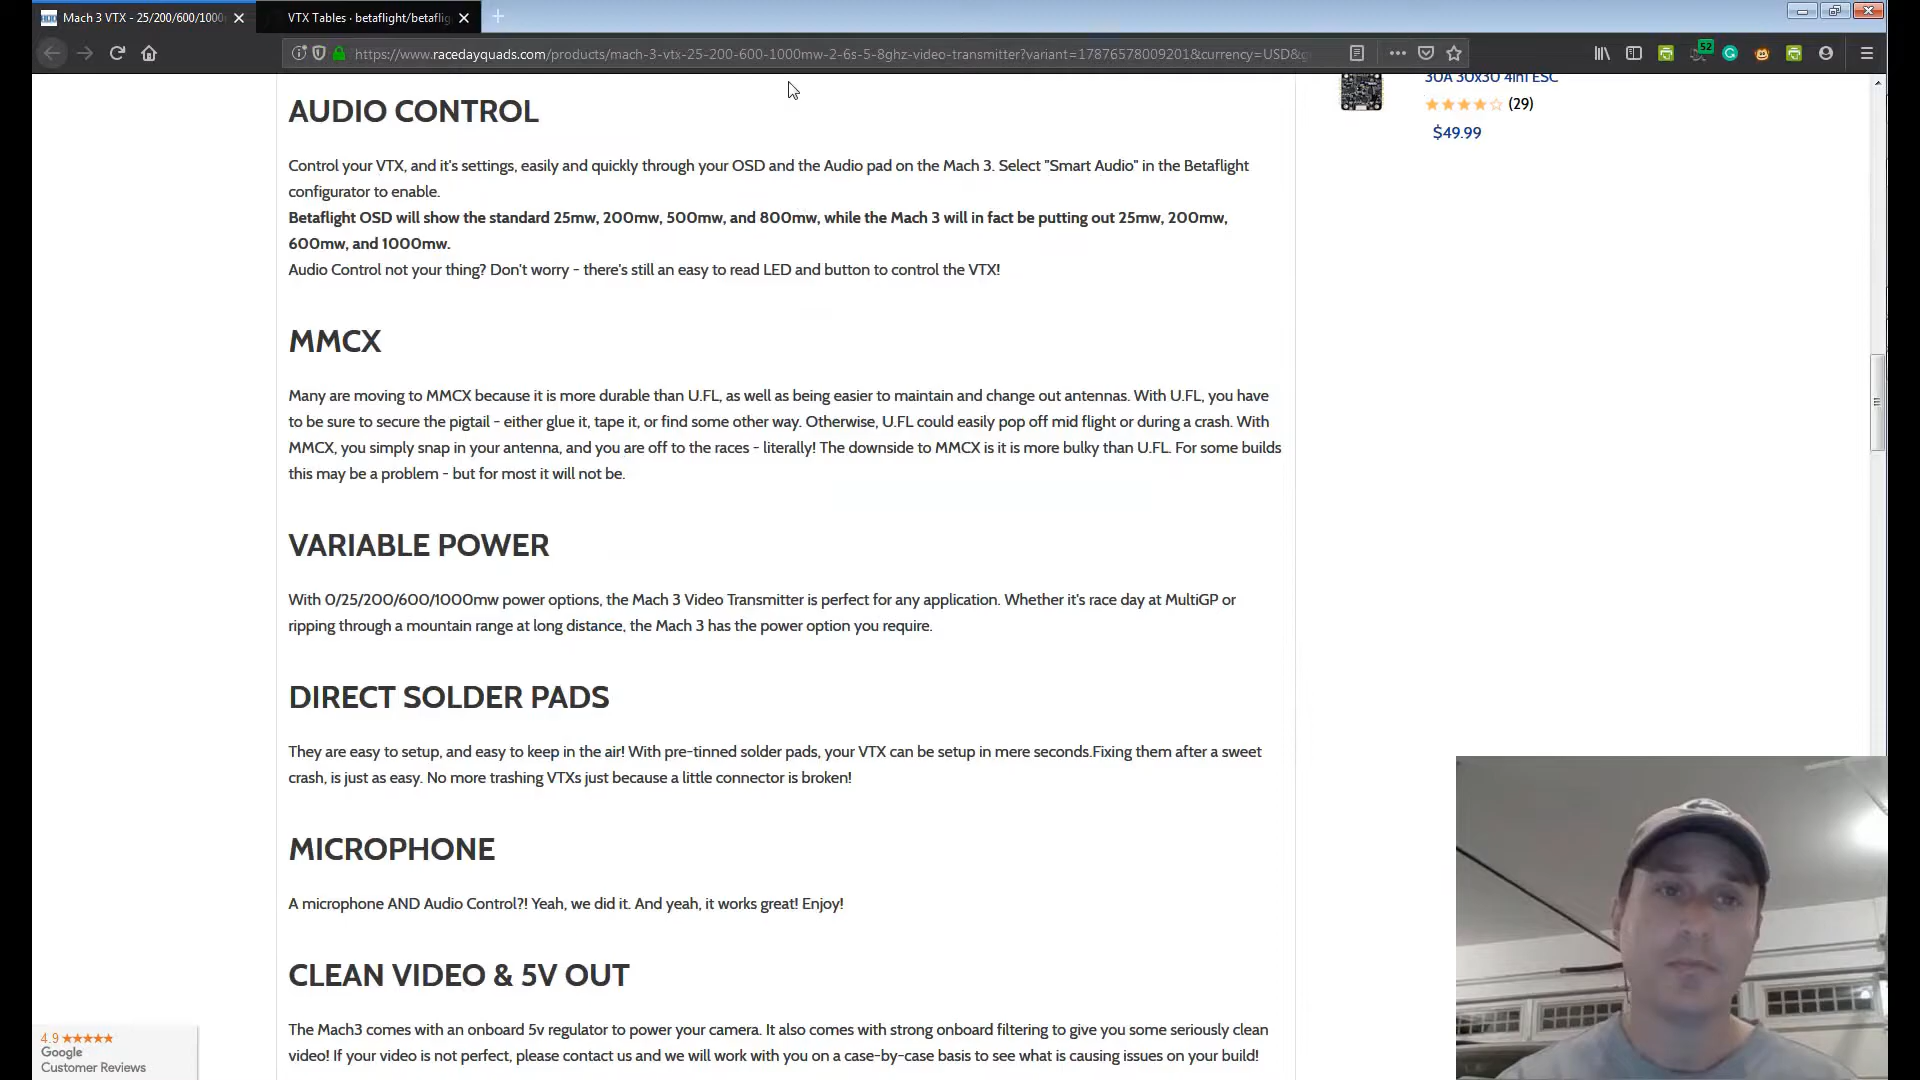 Mach 3 VTX - 25/200/600/1000
VTX Tables · betaflight/betaflig
https://www.racedayquads.com/products/mach-3-vtx-25-200-600-1000mw-2-6s-5-8ghz-video-transmitter?variant=17876578009201&currency=USD&
52
30A 30x30 4in1 ESC
(29)
$49.99
AUDIO CONTROL
Control your VTX, and it's settings, easily and quickly through your OSD and the Audio pad on the Mach 3. Select "Smart Audio" in the Betaflight
configurator to enable.
Betaflight OSD will show the standard 25mw, 200mw, 500mw, and 800mw, while the Mach 3 will in fact be putting out 25mw, 200mw,
600mw, and 1000mw.
Audio Control not your thing? Don't worry - there's still an easy to read LED and button to control the VTX!
MMCX
Many are moving to MMCX because it is more durable than U.FL, as well as being easier to maintain and change out antennas. With U.FL, you have
to be sure to secure the pigtail - either glue it, tape it, or find some other way. Otherwise, U.FL could easily pop off mid flight or during a crash. With
MMCX, you simply snap in your antenna, and you are off to the races - literally! The downside to MMCX is it is more bulky than U.FL. For some builds
this may be a problem - but for most it will not be.
VARIABLE POWER
With 0/25/200/600/1000mw power options, the Mach 3 Video Transmitter is perfect for any application. Whether it's race day at MultiGP or
ripping through a mountain range at long distance, the Mach 3 has the power option you require.
DIRECT SOLDER PADS
They are easy to setup, and easy to keep in the air! With pre-tinned solder pads, your VTX can be setup in mere seconds.Fixing them after a sweet
crash, is just as easy. No more trashing VTXs just because a little connector is broken!
MICROPHONE
A microphone AND Audio Control?! Yeah, we did it. And yeah, it works great! Enjoy!
CLEAN VIDEO & 5V OUT
The Mach3 comes with an onboard 5v regulator to power your camera. It also comes with strong onboard filtering to give you some seriously clean
video! If your video is not perfect, please contact us and we will work with you on a case-by-case basis to see what is causing issues on your build!
4.9
Google
Customer Reviews